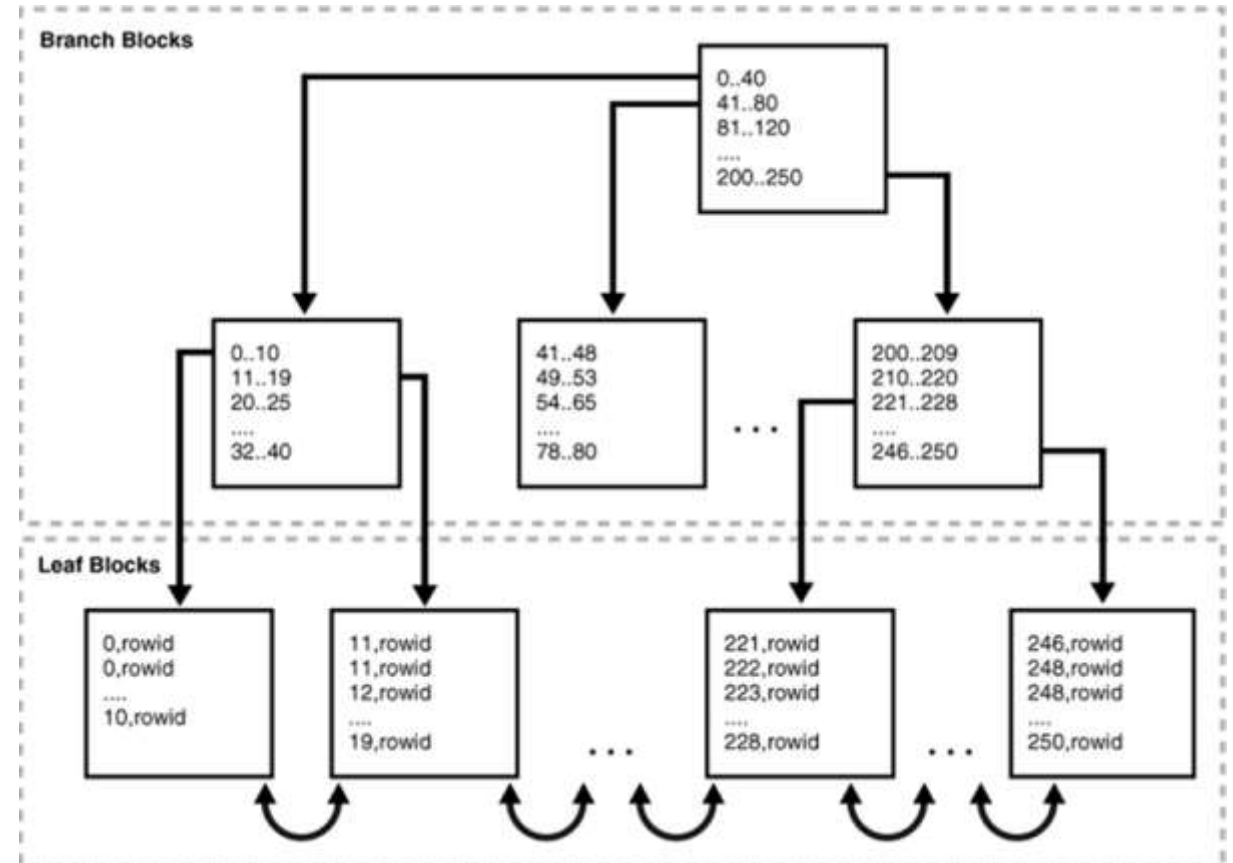 Branch Blocks
0..40
41..80
81..120
....
200..250
0..10
11..19
20..25
....
32..40
41..48
49..53
54..65
....
78..80
...
200..209
210..220
221..228
....
246..250
Leaf Blocks
0,rowid
0,rowid
....
10,rowid
11,rowid
11,rowid
12,rowid
....
19,rowid
...
221,rowid
222,rowid
223,rowid
....
228,rowid
...
246,rowid
248,rowid
248,rowid
....
250,rowid